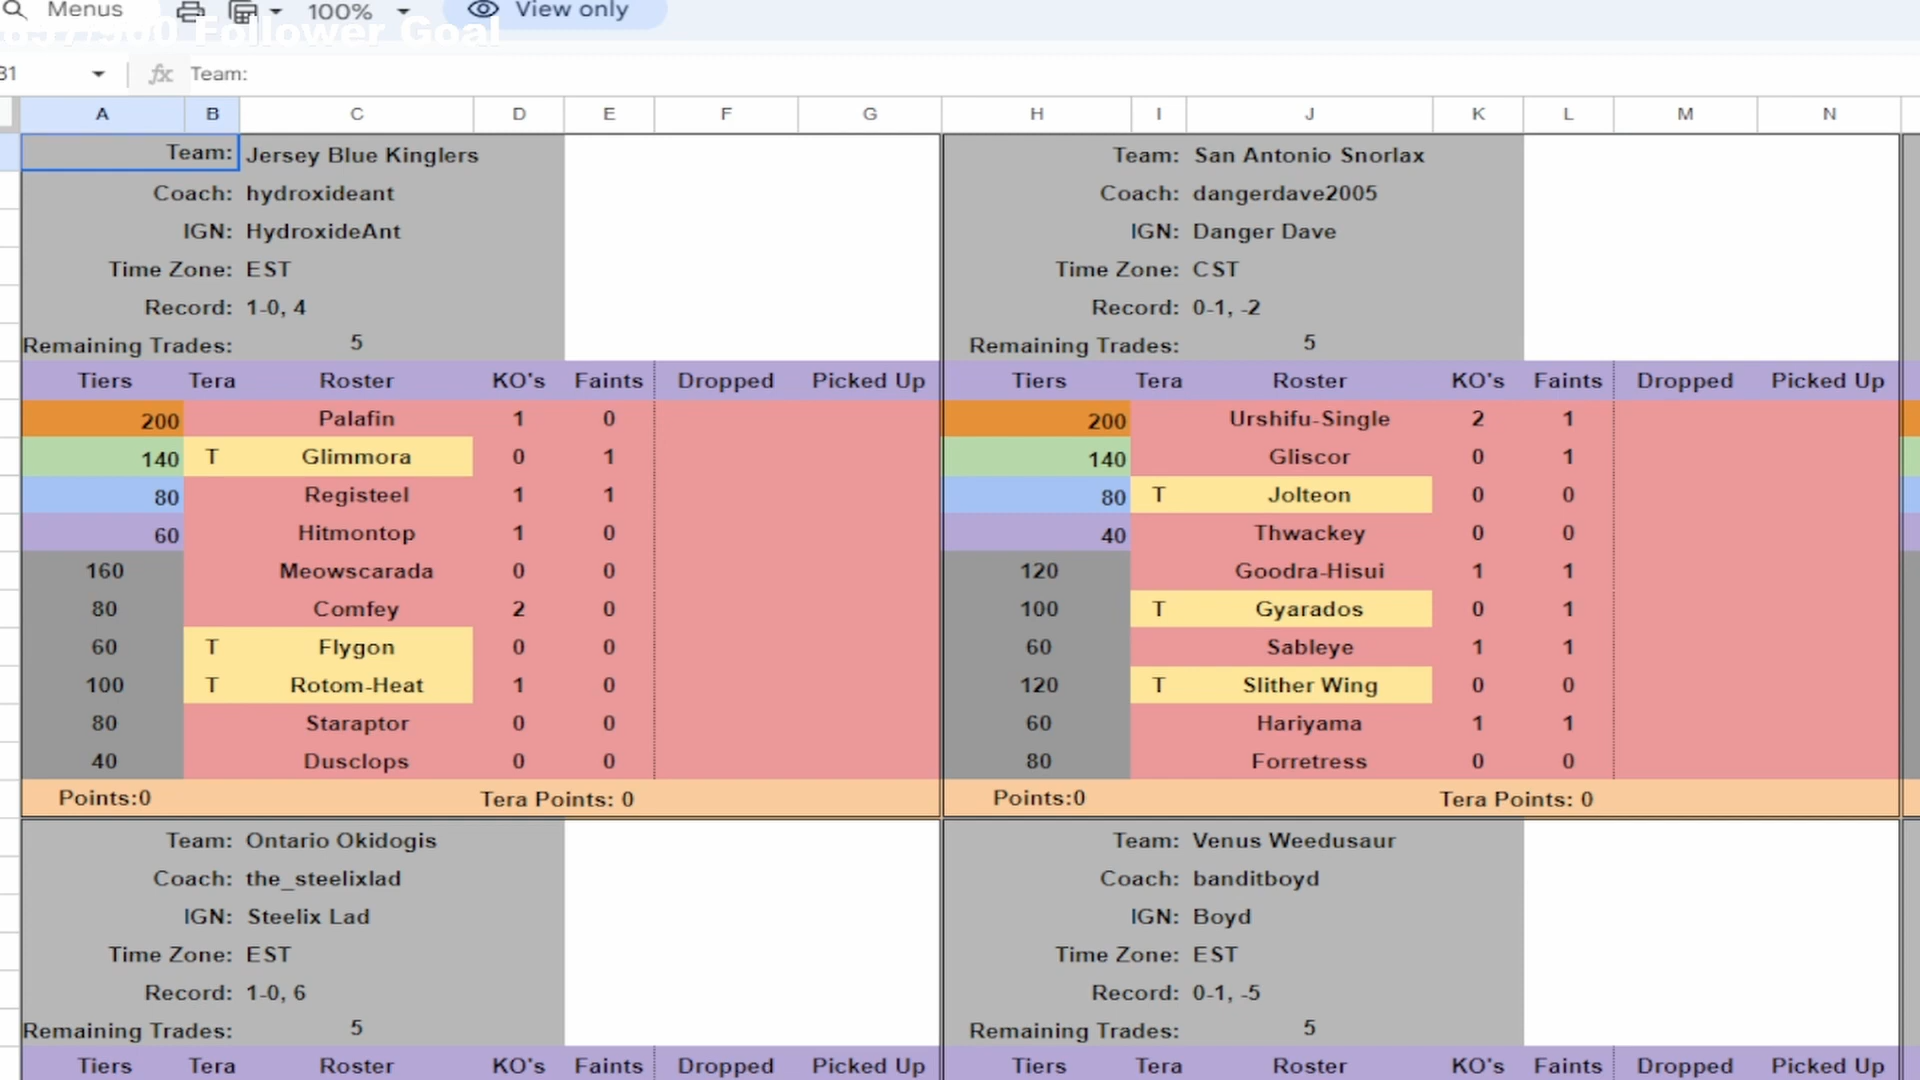 Menus 100% View only
Follower Goal
Team:
A B C D E F G H I J K L M N
Team: Jersey Blue Kinglers Team: San Antonio Snorlax
Coach: hydroxideant Coach: dangerdave2005
IGN: HydroxideAnt IGN: Danger Dave
Time Zone: EST Time Zone: CST
Record: 1-0, 4 Record: 0-1, -2
Remaining Trades: 5 Remaining Trades: 5
Tiers Tera Roster KO's Faints Dropped Picked Up Tiers Tera Roster KO's Faints Dropped Picked Up
200 Palafin 1 0 200 Urshifu-Single 2 1
140 T Glimmora 0 1 140 Gliscor 0 1
80 Registeel 1 1 80 T Jolteon 0 0
60 Hitmontop 1 0 40 Thwackey 0 0
160 Meowscarada 0 0 120 Goodra-Hisui 1 1
80 Comfey 2 0 100 T Gyarados 0 1
60 T Flygon 0 0 60 Sableye 1 1
100 T Rotom-Heat 1 0 120 T Slither Wing 0 0
80 Staraptor 0 0 60 Hariyama 1 1
40 Dusclops 0 0 80 Forretress 0 0
Points:0 Tera Points: 0 Points:0 Tera Points: 0
Team: Ontario Okidogis Team: Venus Weedusaur
Coach: the_steelixlad Coach: banditboyd
IGN: Steelix Lad IGN: Boyd
Time Zone: EST Time Zone: EST
Record: 1-0, 6 Record: 0-1, -5
Remaining Trades: 5 Remaining Trades: 5
Tiers Tera Roster KO's Faints Dropped Picked Up Tiers Tera Roster KO's Faints Dropped Picked Up